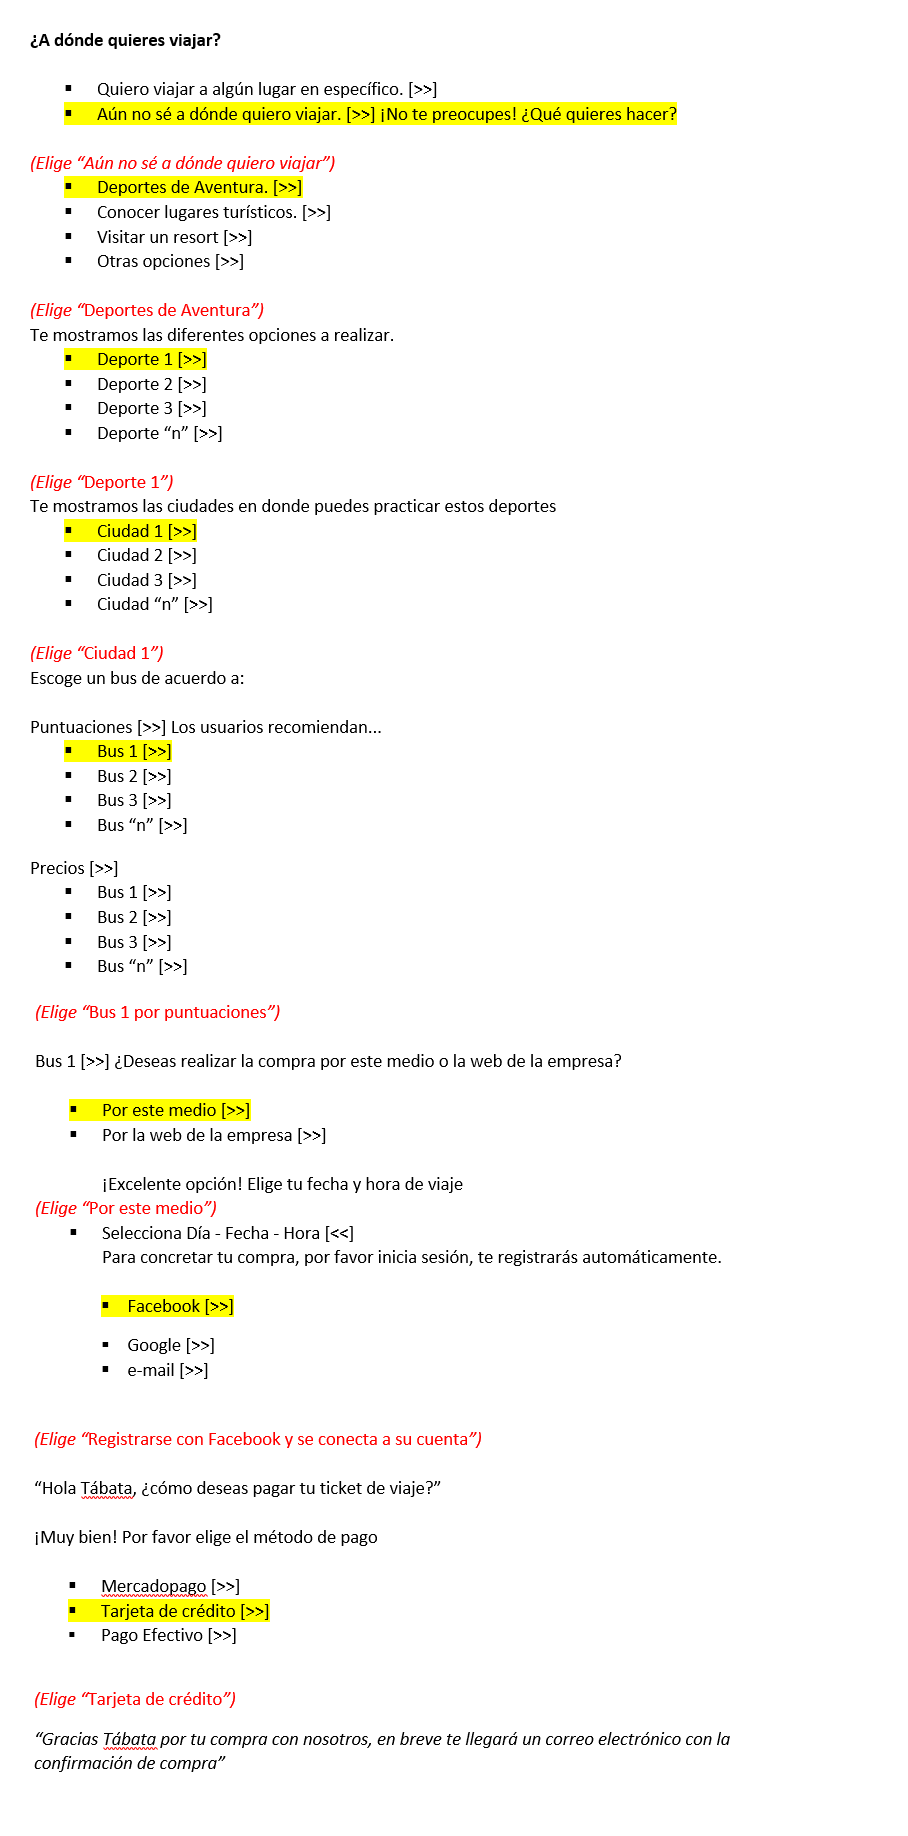 ¿A dónde quieres viajar?
▪ Quiero viajar a algún lugar en específico. [>>]
▪ Aún no sé a dónde quiero viajar. [>>] ¡No te preocupes! ¿Qué quieres hacer?
(Elige “Aún no sé a dónde quiero viajar”)
▪ Deportes de Aventura. [>>]
▪ Conocer lugares turísticos. [>>]
▪ Visitar un resort [>>]
▪ Otras opciones [>>]
(Elige “Deportes de Aventura”)
Te mostramos las diferentes opciones a realizar.
▪ Deporte 1 [>>]
▪ Deporte 2 [>>]
▪ Deporte 3 [>>]
▪ Deporte “n” [>>]
(Elige “Deporte 1”)
Te mostramos las ciudades en donde puedes practicar estos deportes
▪ Ciudad 1 [>>]
▪ Ciudad 2 [>>]
▪ Ciudad 3 [>>]
▪ Ciudad “n” [>>]
(Elige “Ciudad 1”)
Escoge un bus de acuerdo a:
Puntuaciones [>>] Los usuarios recomiendan...
▪ Bus 1 [>>]
▪ Bus 2 [>>]
▪ Bus 3 [>>]
▪ Bus “n” [>>]
Precios [>>]
▪ Bus 1 [>>]
▪ Bus 2 [>>]
▪ Bus 3 [>>]
▪ Bus “n” [>>]
(Elige “Bus 1 por puntuaciones”)
Bus 1 [>>] ¿Deseas realizar la compra por este medio o la web de la empresa?
▪ Por este medio [>>]
▪ Por la web de la empresa [>>]
¡Excelente opción! Elige tu fecha y hora de viaje
(Elige “Por este medio”)
▪ Selecciona Día - Fecha - Hora [<<]
Para concretar tu compra, por favor inicia sesión, te registrarás automáticamente.
▪ Facebook [>>]
▪ Google [>>]
▪ e-mail [>>]
(Elige “Registrarse con Facebook y se conecta a su cuenta”)
“Hola Tábata, ¿cómo deseas pagar tu ticket de viaje?”
¡Muy bien! Por favor elige el método de pago
▪ Mercadopago [>>]
▪ Tarjeta de crédito [>>]
▪ Pago Efectivo [>>]
(Elige “Tarjeta de crédito”)
“Gracias Tábata por tu compra con nosotros, en breve te llegará un correo electrónico con la
confirmación de compra”